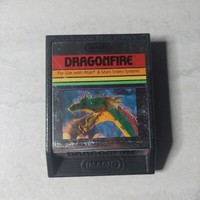 DRAGONFIRE
For Use with Atari® & Sears Video Systems
IMAGIC